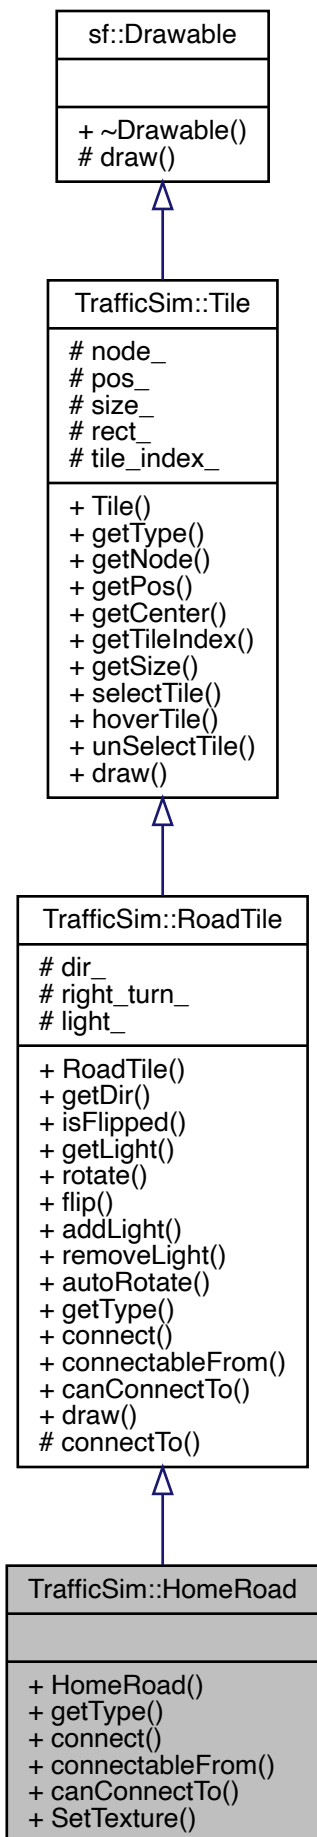 sf::Drawable
+ ~Drawable()
# draw()
TrafficSim::Tile
# node_
# pos_
# size_
# rect_
# tile_index_
+ Tile()
+ getType()
+ getNode()
+ getPos()
+ getCenter()
+ getTileIndex()
+ getSize()
+ selectTile()
+ hoverTile()
+ unSelectTile()
+ draw()
TrafficSim::RoadTile
# dir_
# right_turn_
# light_
+ RoadTile()
+ getDir()
+ isFlipped()
+ getLight()
+ rotate()
+ flip()
+ addLight()
+ removeLight()
+ autoRotate()
+ getType()
+ connect()
+ connectableFrom()
+ canConnectTo()
+ draw()
# connectTo()
TrafficSim::HomeRoad
+ HomeRoad()
+ getType()
+ connect()
+ connectableFrom()
+ canConnectTo()
+ SetTexture()